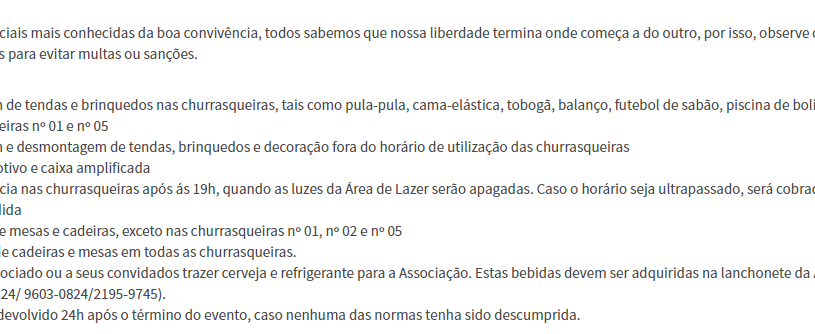 ciais mais conhecidas da boa convivência, todos sabemos que nossa liberdade termina onde começa a do outro, por isso, observe
s para evitar multas ou sanções.
de tendas e brinquedos nas churrasqueiras, tais como pula-pula, cama-elástica, tobogã, balanço, futebol de sabão, piscina de boli
eiras nº 01 e nº 05
e desmontagem de tendas, brinquedos e decoração fora do horário de utilização das churrasqueiras
otivo e caixa amplificada
cia nas churrasqueiras após ás 19h, quando as luzes da Área de Lazer serão apagadas. Caso o horário seja ultrapassado, será cobra
dida
e mesas e cadeiras, exceto nas churrasqueiras nº 01, nº 02 e nº 05
de cadeiras e mesas em todas as churrasqueiras.
ociado ou a seus convidados trazer cerveja e refrigerante para a Associação. Estas bebidas devem ser adquiridas na lanchonete da
24/ 9603-0824/2195-9745).
devolvido 24h após o término do evento, caso nenhuma das normas tenha sido descumprida.